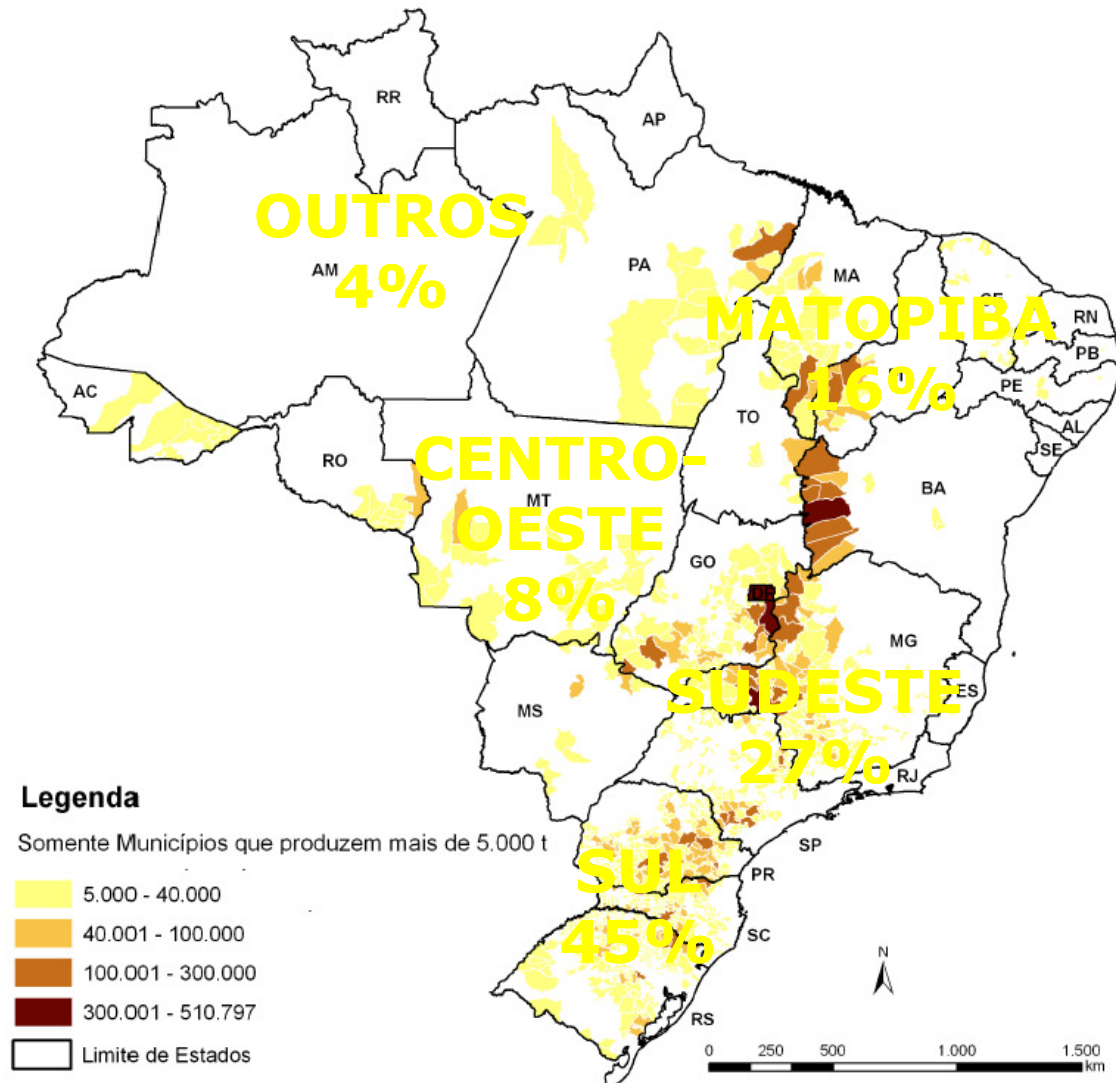 RR
AP
OUTROS
4%
AM
PA
MA
CE
RN
PB
PE
AL
SE
MATOPIBA
16%
PI
AC
RO
TO
BA
CENTRO-
OESTE
8%
MT
GO
DF
MG
ES
MS
SUDESTE
27%
RJ
SP
PR
SUL
45%
SC
RS
Legenda
Somente Municípios que produzem mais de 5.000 t
5.000 - 40.000
40.001 - 100.000
100.001 - 300.000
300.001 - 510.797
Limite de Estados
N
0 250 500 1.000 1.500
km